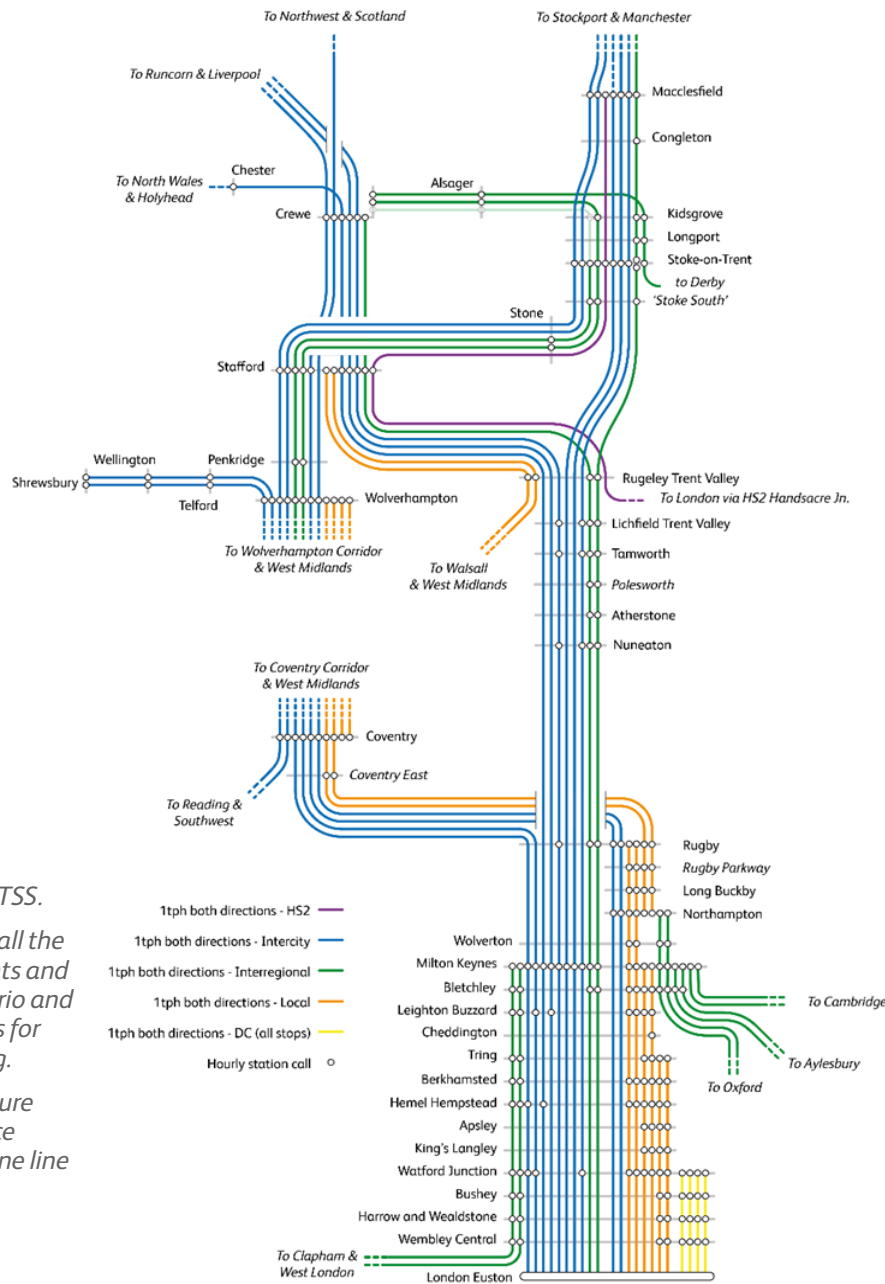 To Northwest & Scotland
To Stockport & Manchester
To Runcorn & Liverpool
Macclesfield
Congleton
Chester
Alsager
To North Wales
& Holyhead
Crewe
Kidsgrove
Longport
Stoke-on-Trent
to Derby
'Stoke South'
Stone
Stafford
Wellington
Penkridge
Shrewsbury
Telford
Wolverhampton
Rugeley Trent Valley
To London via HS2 Handsacre Jn.
Lichfield Trent Valley
To Wolverhampton Corridor
& West Midlands
To Walsall
& West Midlands
Tamworth
Polesworth
Atherstone
Nuneaton
To Coventry Corridor
& West Midlands
Coventry
Coventry East
To Reading &
Southwest
Rugby
Rugby Parkway
Long Buckby
Northampton
TSS.
all the
ts and
rio and
s for
g.
ure
ce
ne line
1tph both directions - HS2
1tph both directions - Intercity
1tph both directions - Interregional
1tph both directions - Local
1tph both directions - DC (all stops)
Hourly station call
Wolverton
Milton Keynes
Bletchley
Leighton Buzzard
Cheddington
Tring
Berkhamsted
Hemel Hempstead
Apsley
King's Langley
Watford Junction
Bushey
Harrow and Wealdstone
Wembley Central
To Cambridge
To Aylesbury
To Oxford
To Clapham &
West London
London Euston